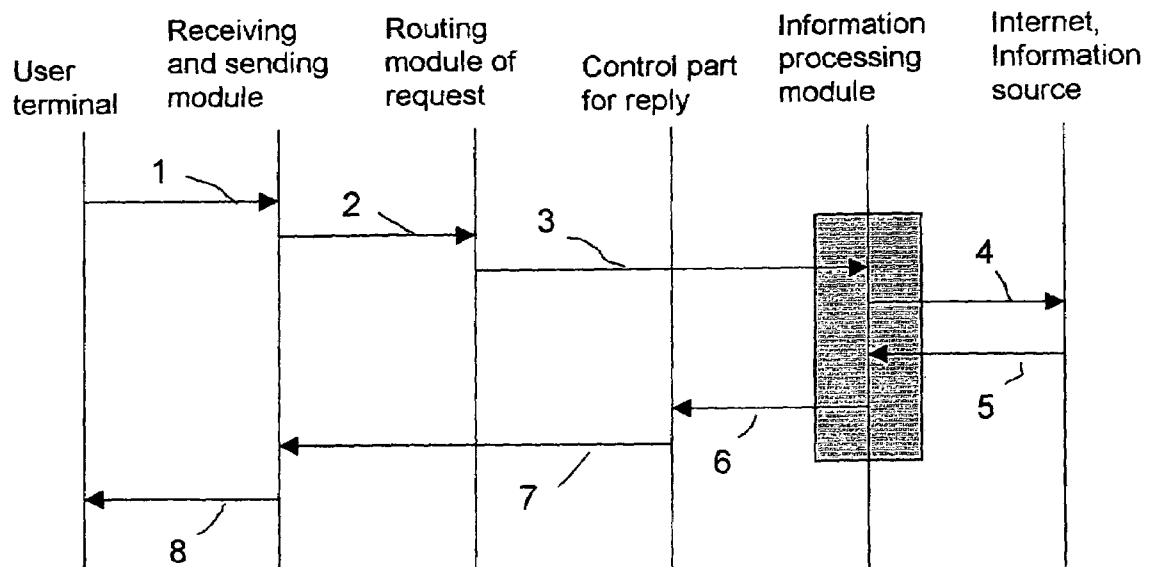 User
terminal
Receiving
and sending
module
Routing
module of
request
Control part
for reply
Information
processing
module
Internet,
Information
source
1
2
3
4
5
6
7
8